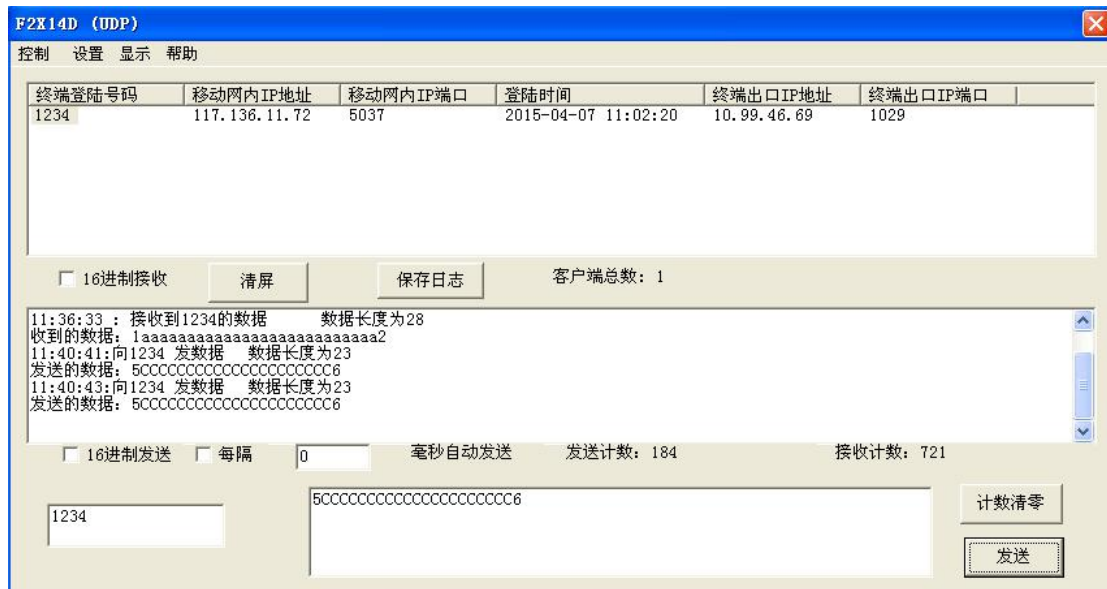 F2X14D (UDP)
控制 设置 显示 帮助
终端登陆号码 移动网内IP地址 移动网内IP端口 登陆时间 终端出口IP地址 终端出口IP端口
1234 117.136.11.72 5037 2015-04-07 11:02:20 10.99.46.69 1029
16进制接收 清屏 保存日志 客户端总数: 1
11:36:33 : 接收到1234的数据 数据长度为28
收到的数据: 1aaaaaaaaaaaaaaaaaaaaaaaaaa2
11:40:41:向1234 发数据 数据长度为23
发送的数据: 5CCCCCCCCCCCCCCCCCCCCC6
11:40:43:向1234 发数据 数据长度为23
发送的数据: 5CCCCCCCCCCCCCCCCCCCCC6
16进制发送 每隔 0 毫秒自动发送 发送计数: 184 接收计数: 721
5CCCCCCCCCCCCCCCCCCCCC6
1234
计数清零
发送